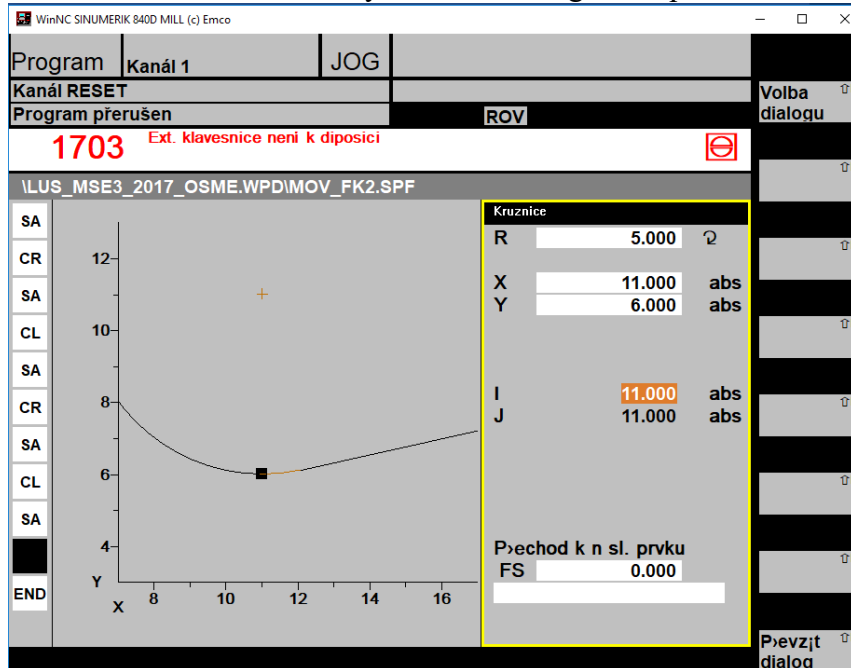 WinNC SINUMERIK 840D MILL (c) Emco
Program Kanál 1 JOG
Kanál RESET
Program přerušen ROV
1703 Ext. klavesnice neni k diposici
\LUS_MSE3_2017_OSME.WPD\MOV_FK2.SPF
Volba
dialogu
SA
CR
SA
CL
SA
CR
SA
CL
SA
END
12
10
8
6
4
Y
X
8 10 12 14 16
Kruznice
R 5.000
X 11.000 abs
Y 6.000 abs
I 11.000 abs
J 11.000 abs
P›echod k n sl. prvku
FS 0.000
P›evz¡t
dialog